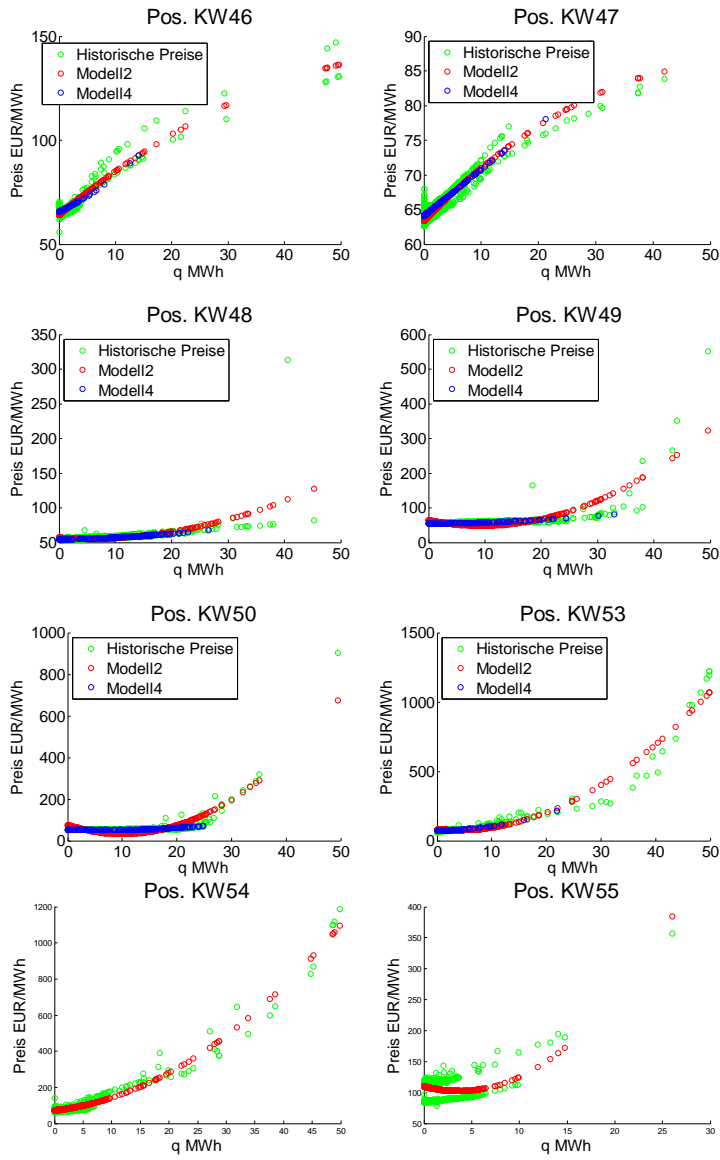 Pos. KW46
Preis EUR/MWh
150
100
50
Historische Preise
Modell2
Modell4
0 10 20 30 40 50
q MWh
Pos. KW47
Preis EUR/MWh
90
85
80
75
70
65
60
Historische Preise
Modell2
Modell4
0 10 20 30 40 50
q MWh
Pos. KW48
Preis EUR/MWh
350
300
250
200
150
100
50
Historische Preise
Modell2
Modell4
0 10 20 30 40 50
q MWh
Pos. KW49
Preis EUR/MWh
600
500
400
300
200
100
0
Historische Preise
Modell2
Modell4
0 10 20 30 40 50
q MWh
Pos. KW50
Preis EUR/MWh
1000
800
600
400
200
0
Historische Preise
Modell2
Modell4
0 10 20 30 40 50
q MWh
Pos. KW53
Preis EUR/MWh
1500
1000
500
0
Historische Preise
Modell2
Modell4
0 10 20 30 40 50
q MWh
Pos. KW54
Preis EUR/MWh
1200
1000
800
600
400
200
0
0 5 10 15 20 25 30 35 40 45 50
q MWh
Pos. KW55
Preis EUR/MWh
400
350
300
250
200
150
100
50
0 5 10 15 20 25 30
q MWh